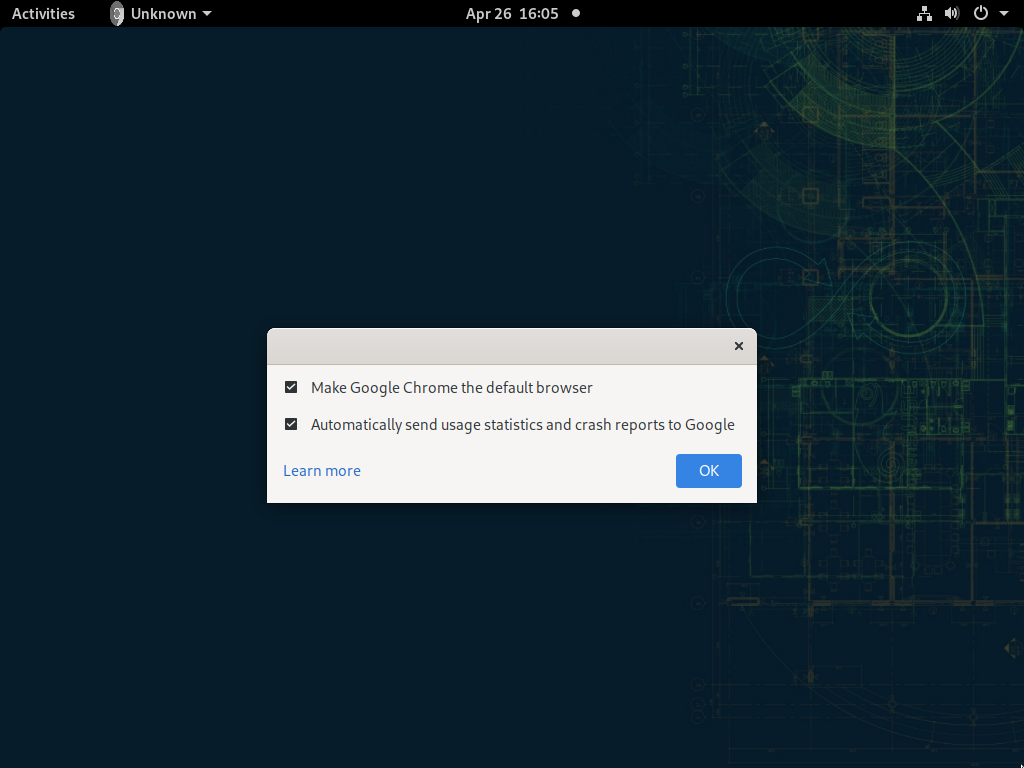 Activities Unknown Apr 26 16:05
Make Google Chrome the default browser
Automatically send usage statistics and crash reports to Google
Learn more OK